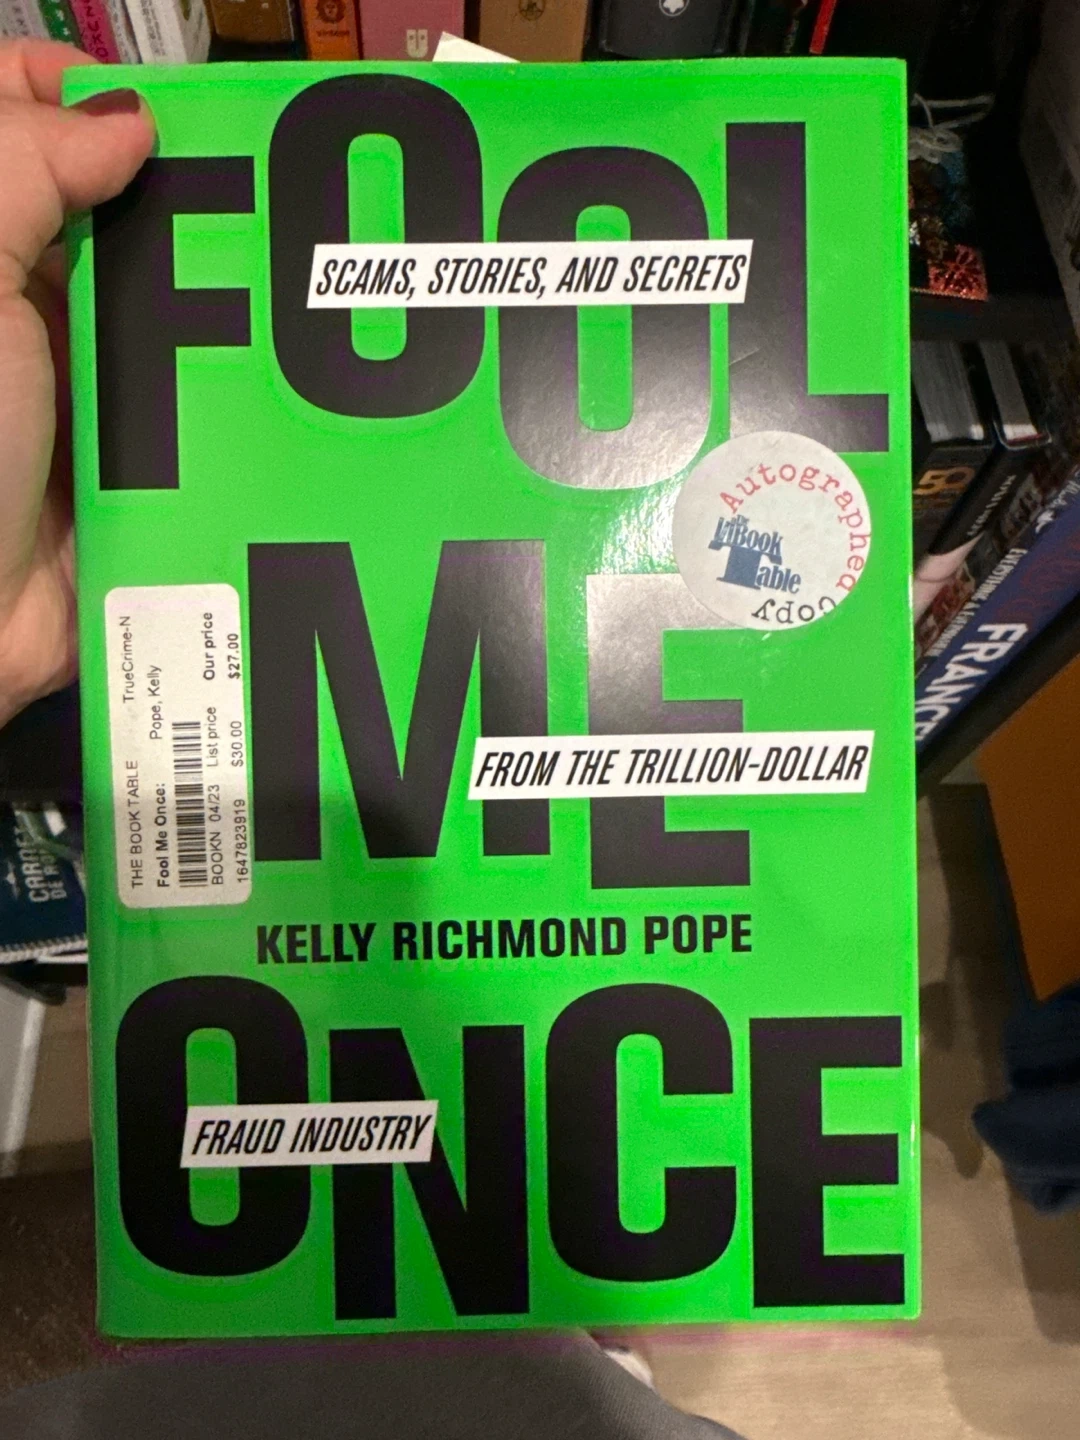 FOOL
SCAMS, STORIES, AND SECRETS
Autographed Copy
The Book
Table
ME
FROM THE TRILLION-DOLLAR
THE BOOK TABLE TrueCrime-N
Fool Me Once: Pope, Kelly
BOOKN 04/23 List price Our price
1647823919 $30.00 $27.00
KELLY RICHMOND POPE
ONCE
FRAUD INDUSTRY
FRANCE